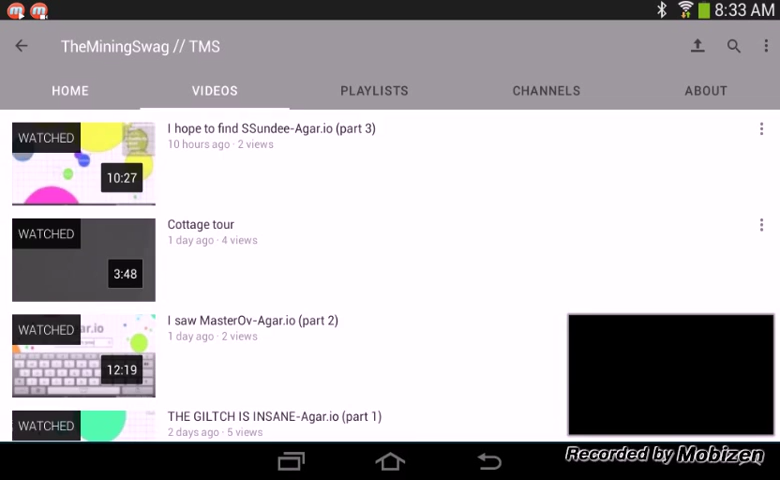 8:33 AM
TheMiningSwag // TMS
HOME VIDEOS PLAYLISTS CHANNELS ABOUT
WATCHED
10:27
I hope to find SSundee-Agar.io (part 3)
10 hours ago · 2 views
WATCHED
3:48
Cottage tour
1 day ago · 4 views
WATCHED
ar.io
12:19
I saw MasterOv-Agar.io (part 2)
1 day ago · 2 views
WATCHED
THE GILTCH IS INSANE-Agar.io (part 1)
2 days ago · 5 views
Recorded by Mobizen